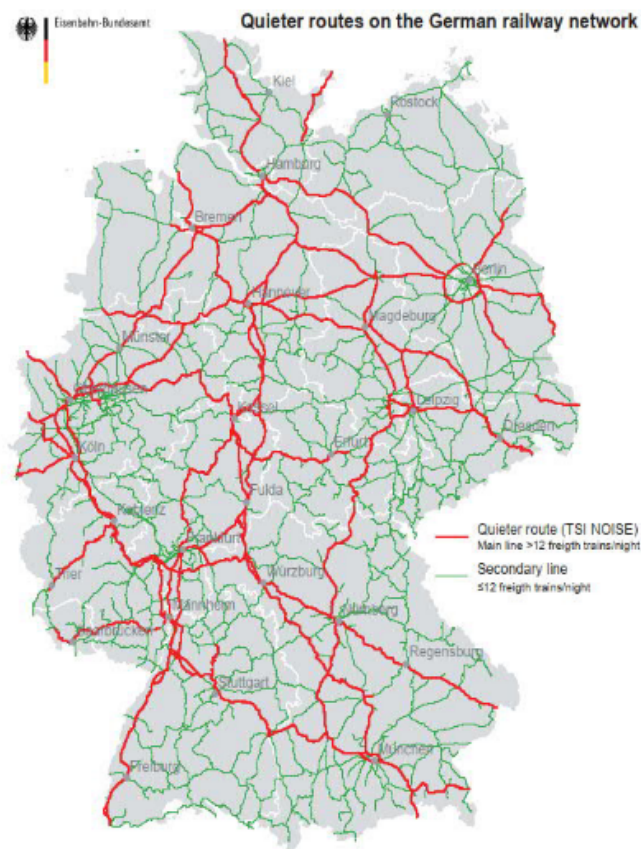 Eisenbahn-Bundesamt
Quieter routes on the German railway network
Kiel
Rostock
Hamburg
Bremen
Berlin
Hannover
Magdeburg
Münster
Leipzig
Kassel
Dresden
Erfurt
Köln
Fulda
Koblenz
Frankfurt
Quieter route (TSI NOISE)
Main line >12 freigth trains/night
Secondary line
≤12 freigth trains/night
Trier
Würzburg
Mannheim
Nürnberg
Saarbrücken
Regensburg
Stuttgart
München
Freiburg